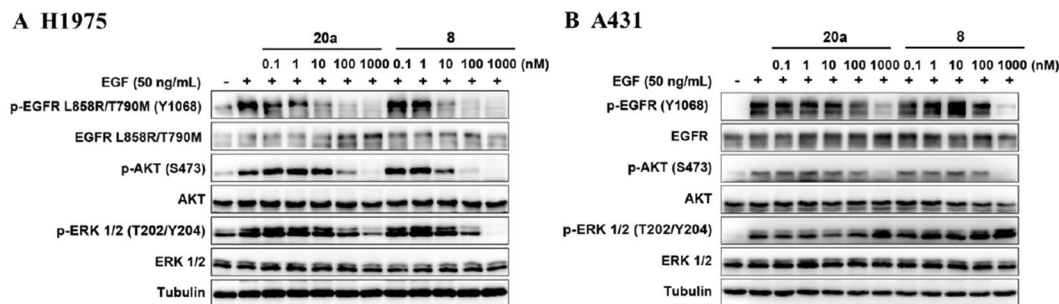 A H1975
20a 8
0.1 1 10 100 1000 0.1 1 10 100 1000 (nM)
EGF (50 ng/mL) - + + + + + + + + + + +
p-EGFR L858R/T790M (Y1068)
EGFR L858R/T790M
p-AKT (S473)
AKT
p-ERK 1/2 (T202/Y204)
ERK 1/2
Tubulin
B A431
20a 8
0.1 1 10 100 1000 0.1 1 10 100 1000 (nM)
EGF (50 ng/mL) - + + + + + + + + + + +
p-EGFR (Y1068)
EGFR
p-AKT (S473)
AKT
p-ERK 1/2 (T202/Y204)
ERK 1/2
Tubulin